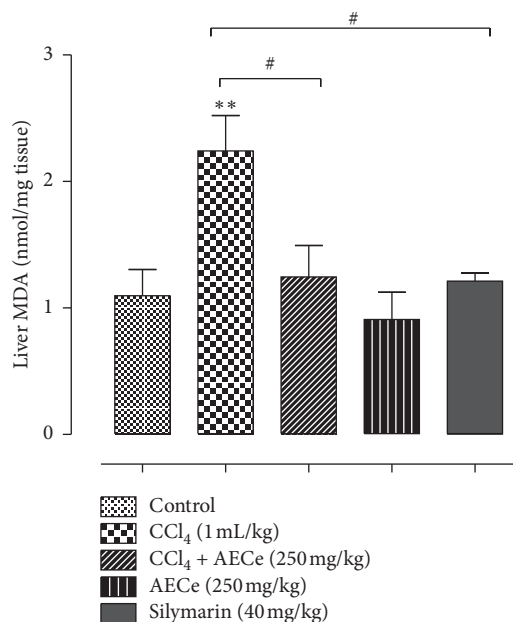 #
3
#
**
2
1
0
Liver MDA (nmol/mg tissue)
Control
CCl₄ (1 mL/kg)
CCl₄ + AECe (250 mg/kg)
AECe (250 mg/kg)
Silymarin (40 mg/kg)